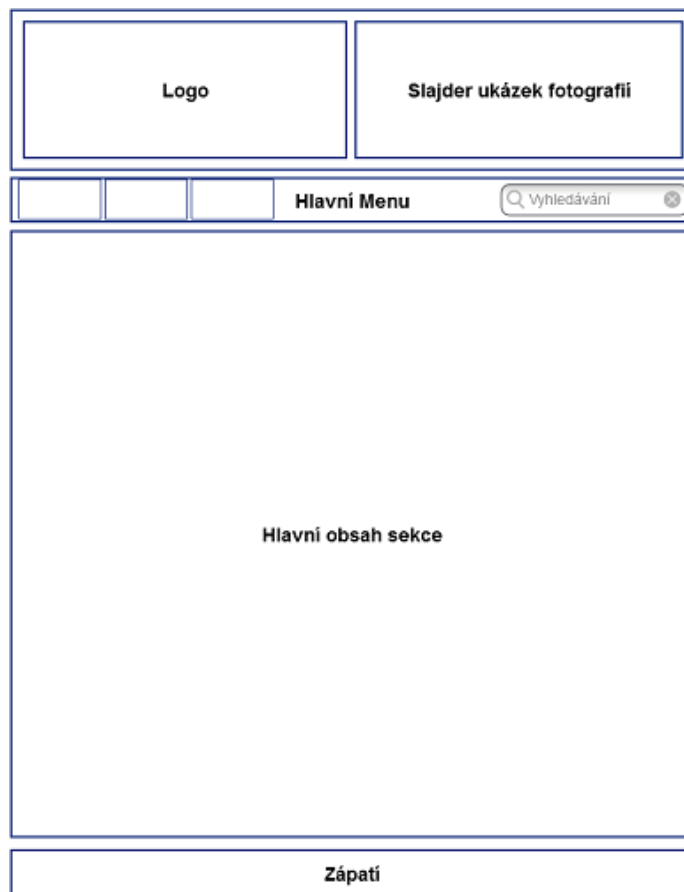 Logo
Slajder ukázek fotografií
Hlavní Menu
Vyhledávání
Hlavní obsah sekce
Zápatí